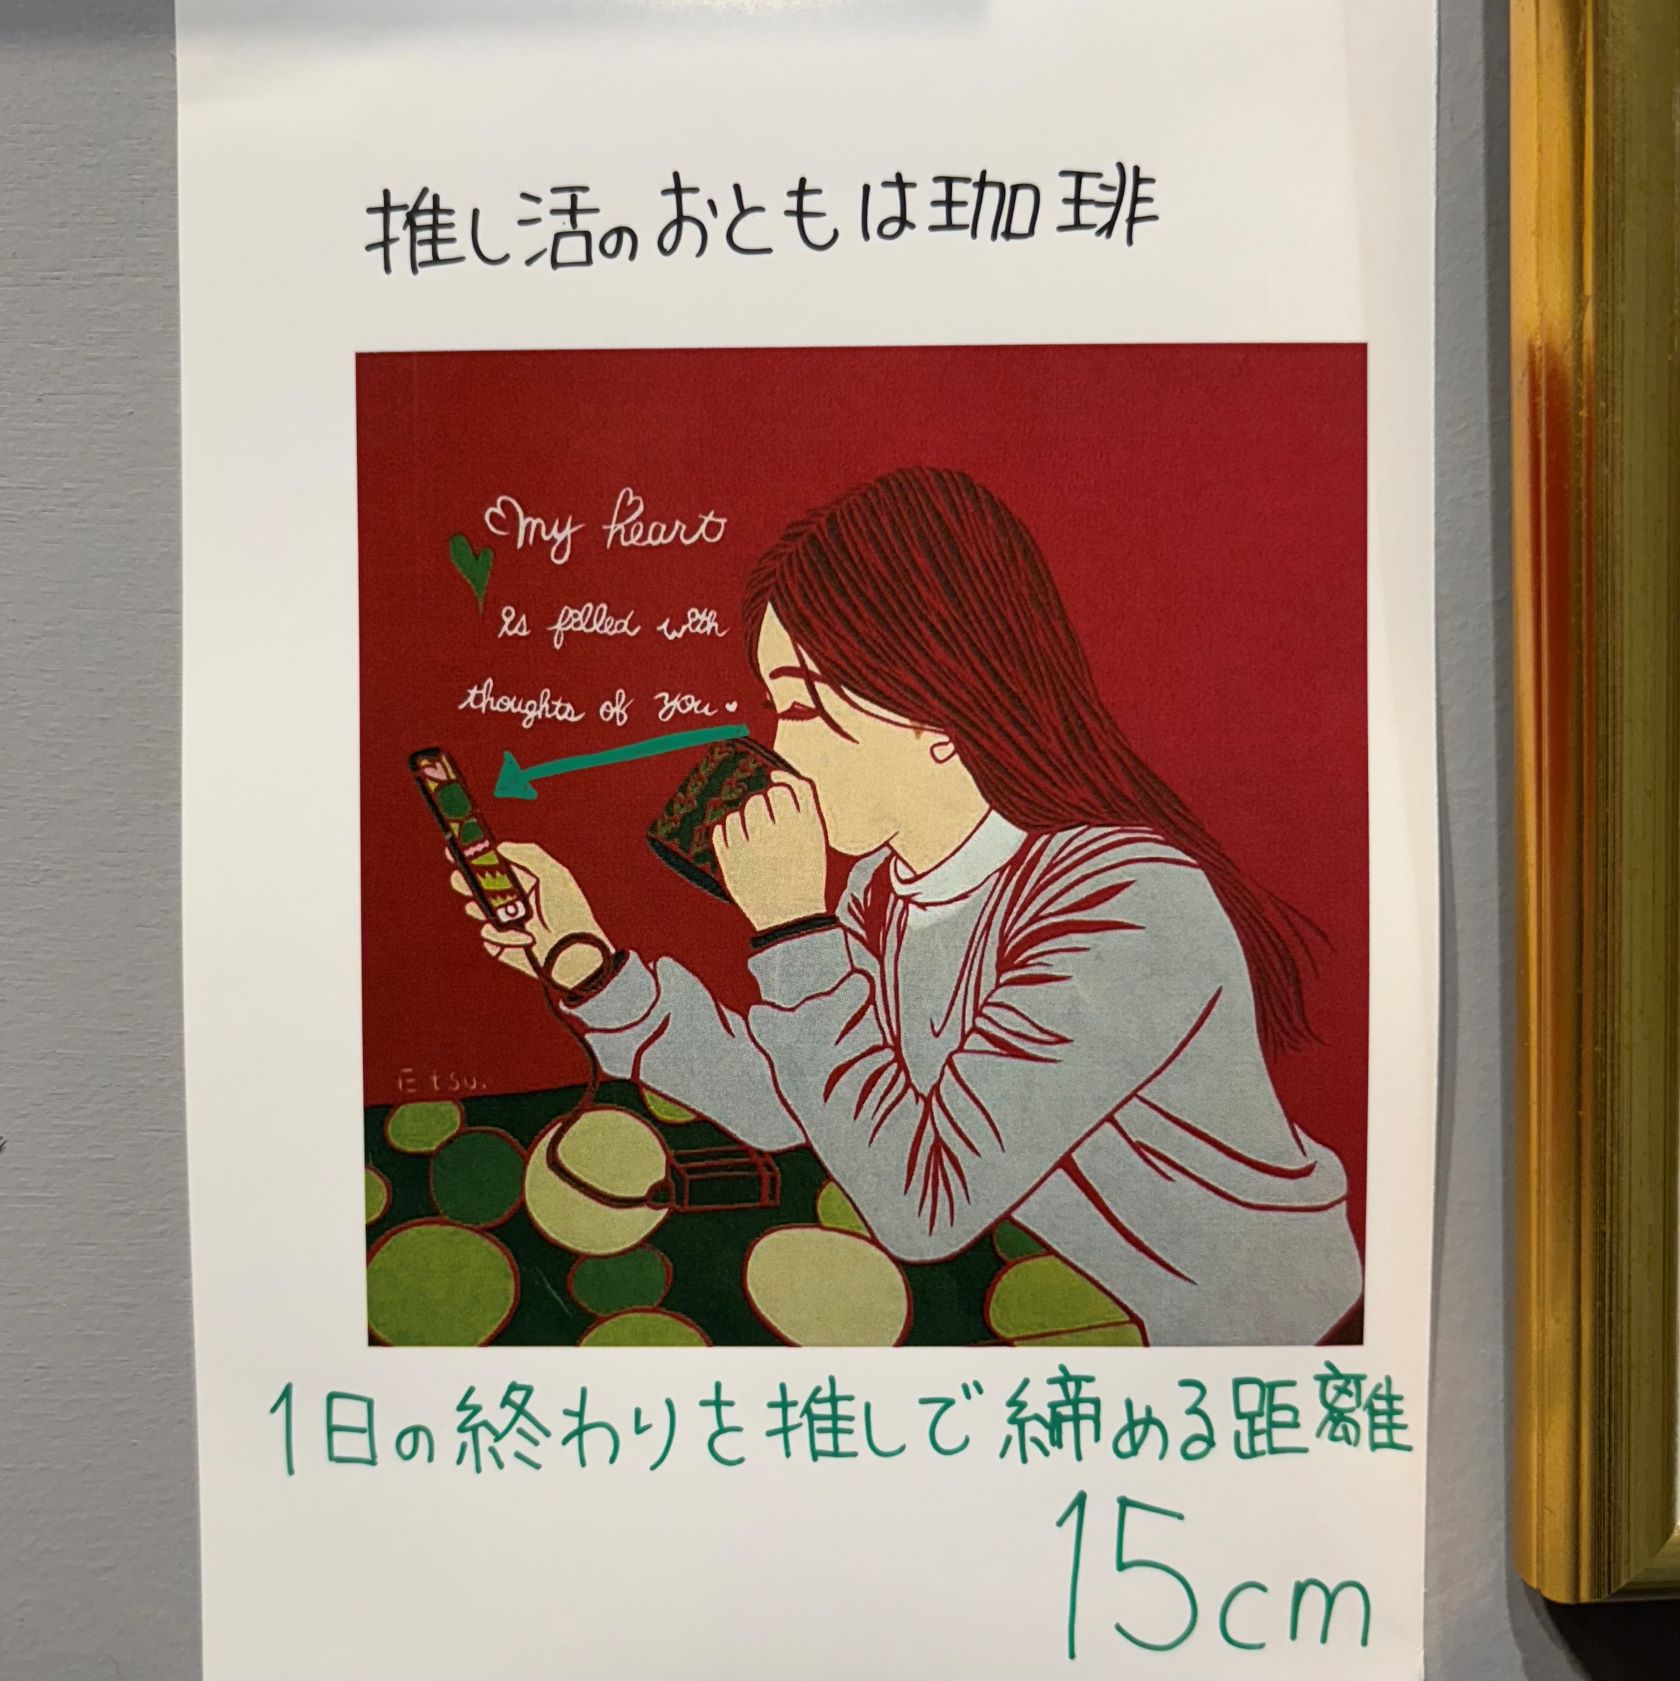 推し活のおともは珈琲
my heart
is filled with
thoughts of you
Etsu.
1日の終わりを推しで締める距離
15cm